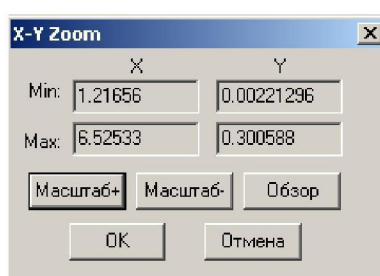 X-Y Zoom
X Y
Min: 1.21656 0.00221296
Max: 6.52533 0.300588
Масштаб+ Масштаб- Обзор
OK Отмена